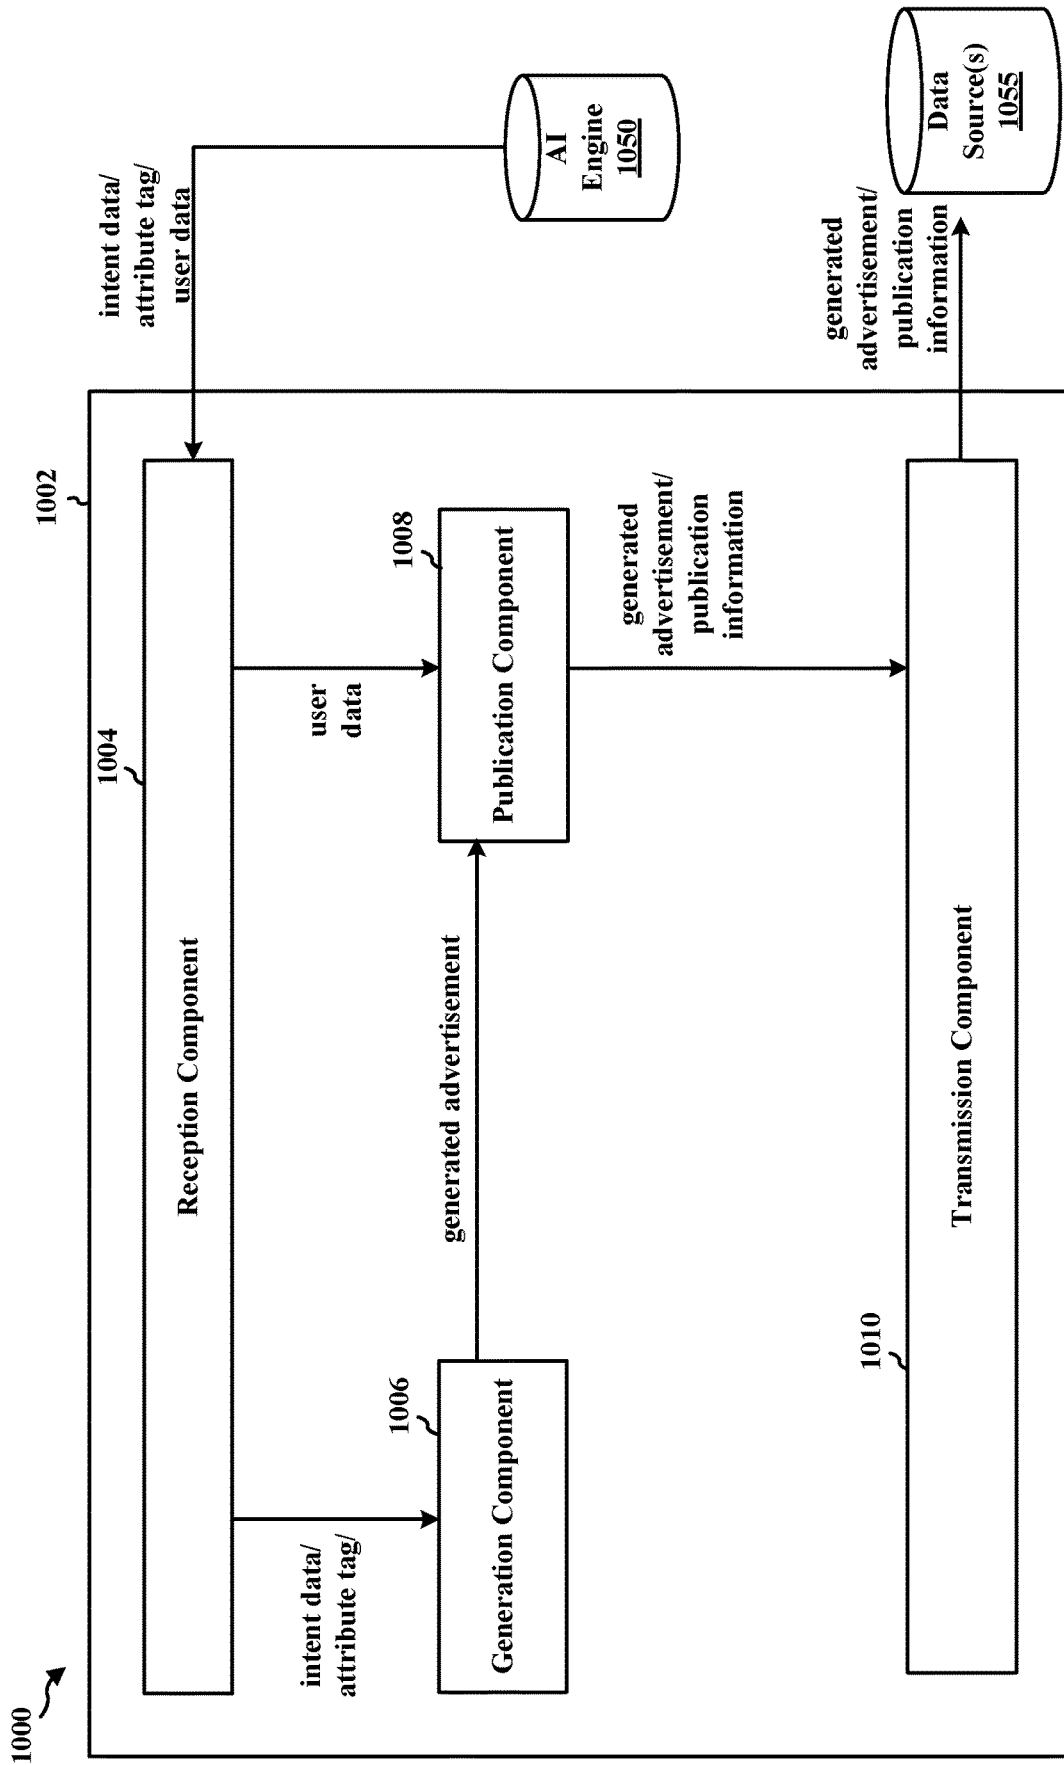 1000
1002
1004
Reception Component
intent data/
attribute tag/
user data
AI
Engine
1050
intent data/
attribute tag/
user
data
1006
Generation Component
generated advertisement
1008
Publication Component
generated
advertisement/
publication
information
1010
Transmission Component
generated
advertisement/
publication
information
Data
Source(s)
1055